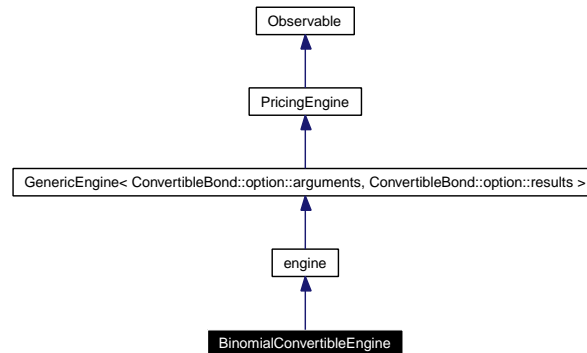 Observable
PricingEngine
GenericEngine< ConvertibleBond::option::arguments, ConvertibleBond::option::results >
engine
BinomialConvertibleEngine